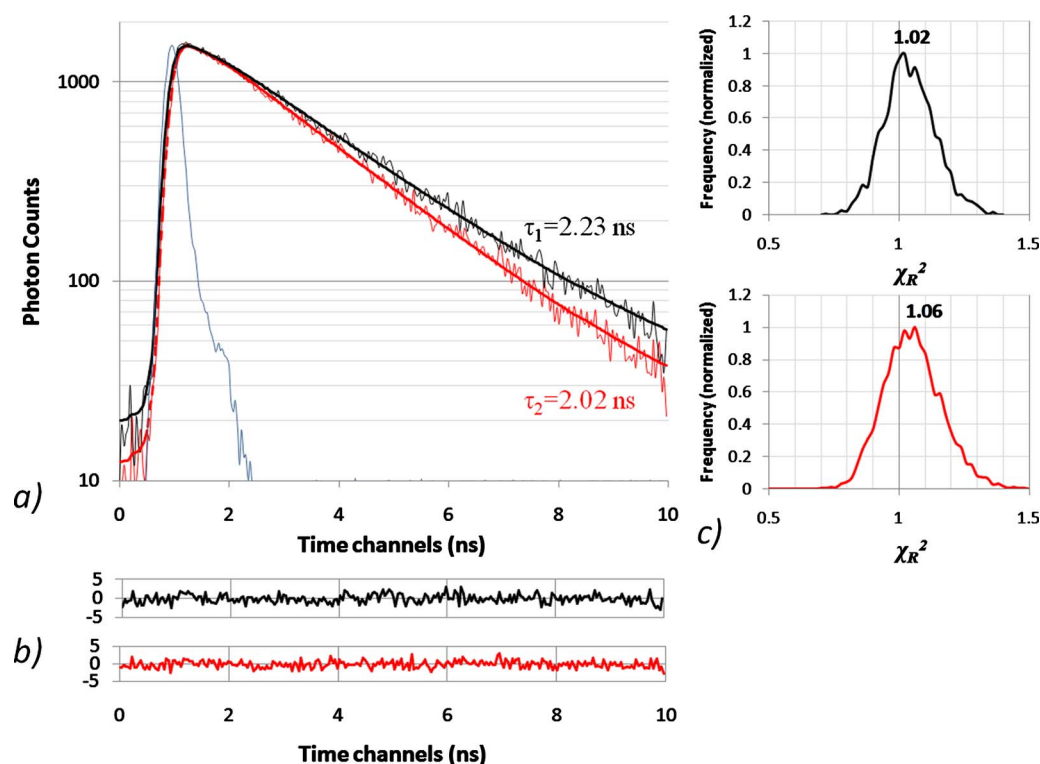 1000
100
10
Photon Counts
τ1=2.23 ns
τ2=2.02 ns
0 2 4 6 8 10
Time channels (ns)
a)
5
0
-5
5
0
-5
b)
0 2 4 6 8 10
Time channels (ns)
1.02
1.2
1
0.8
0.6
0.4
0.2
0
Frequency (normalized)
0.5 1 1.5
χR2
1.06
1.2
1
0.8
0.6
0.4
0.2
0
Frequency (normalized)
0.5 1 1.5
c)
χR2